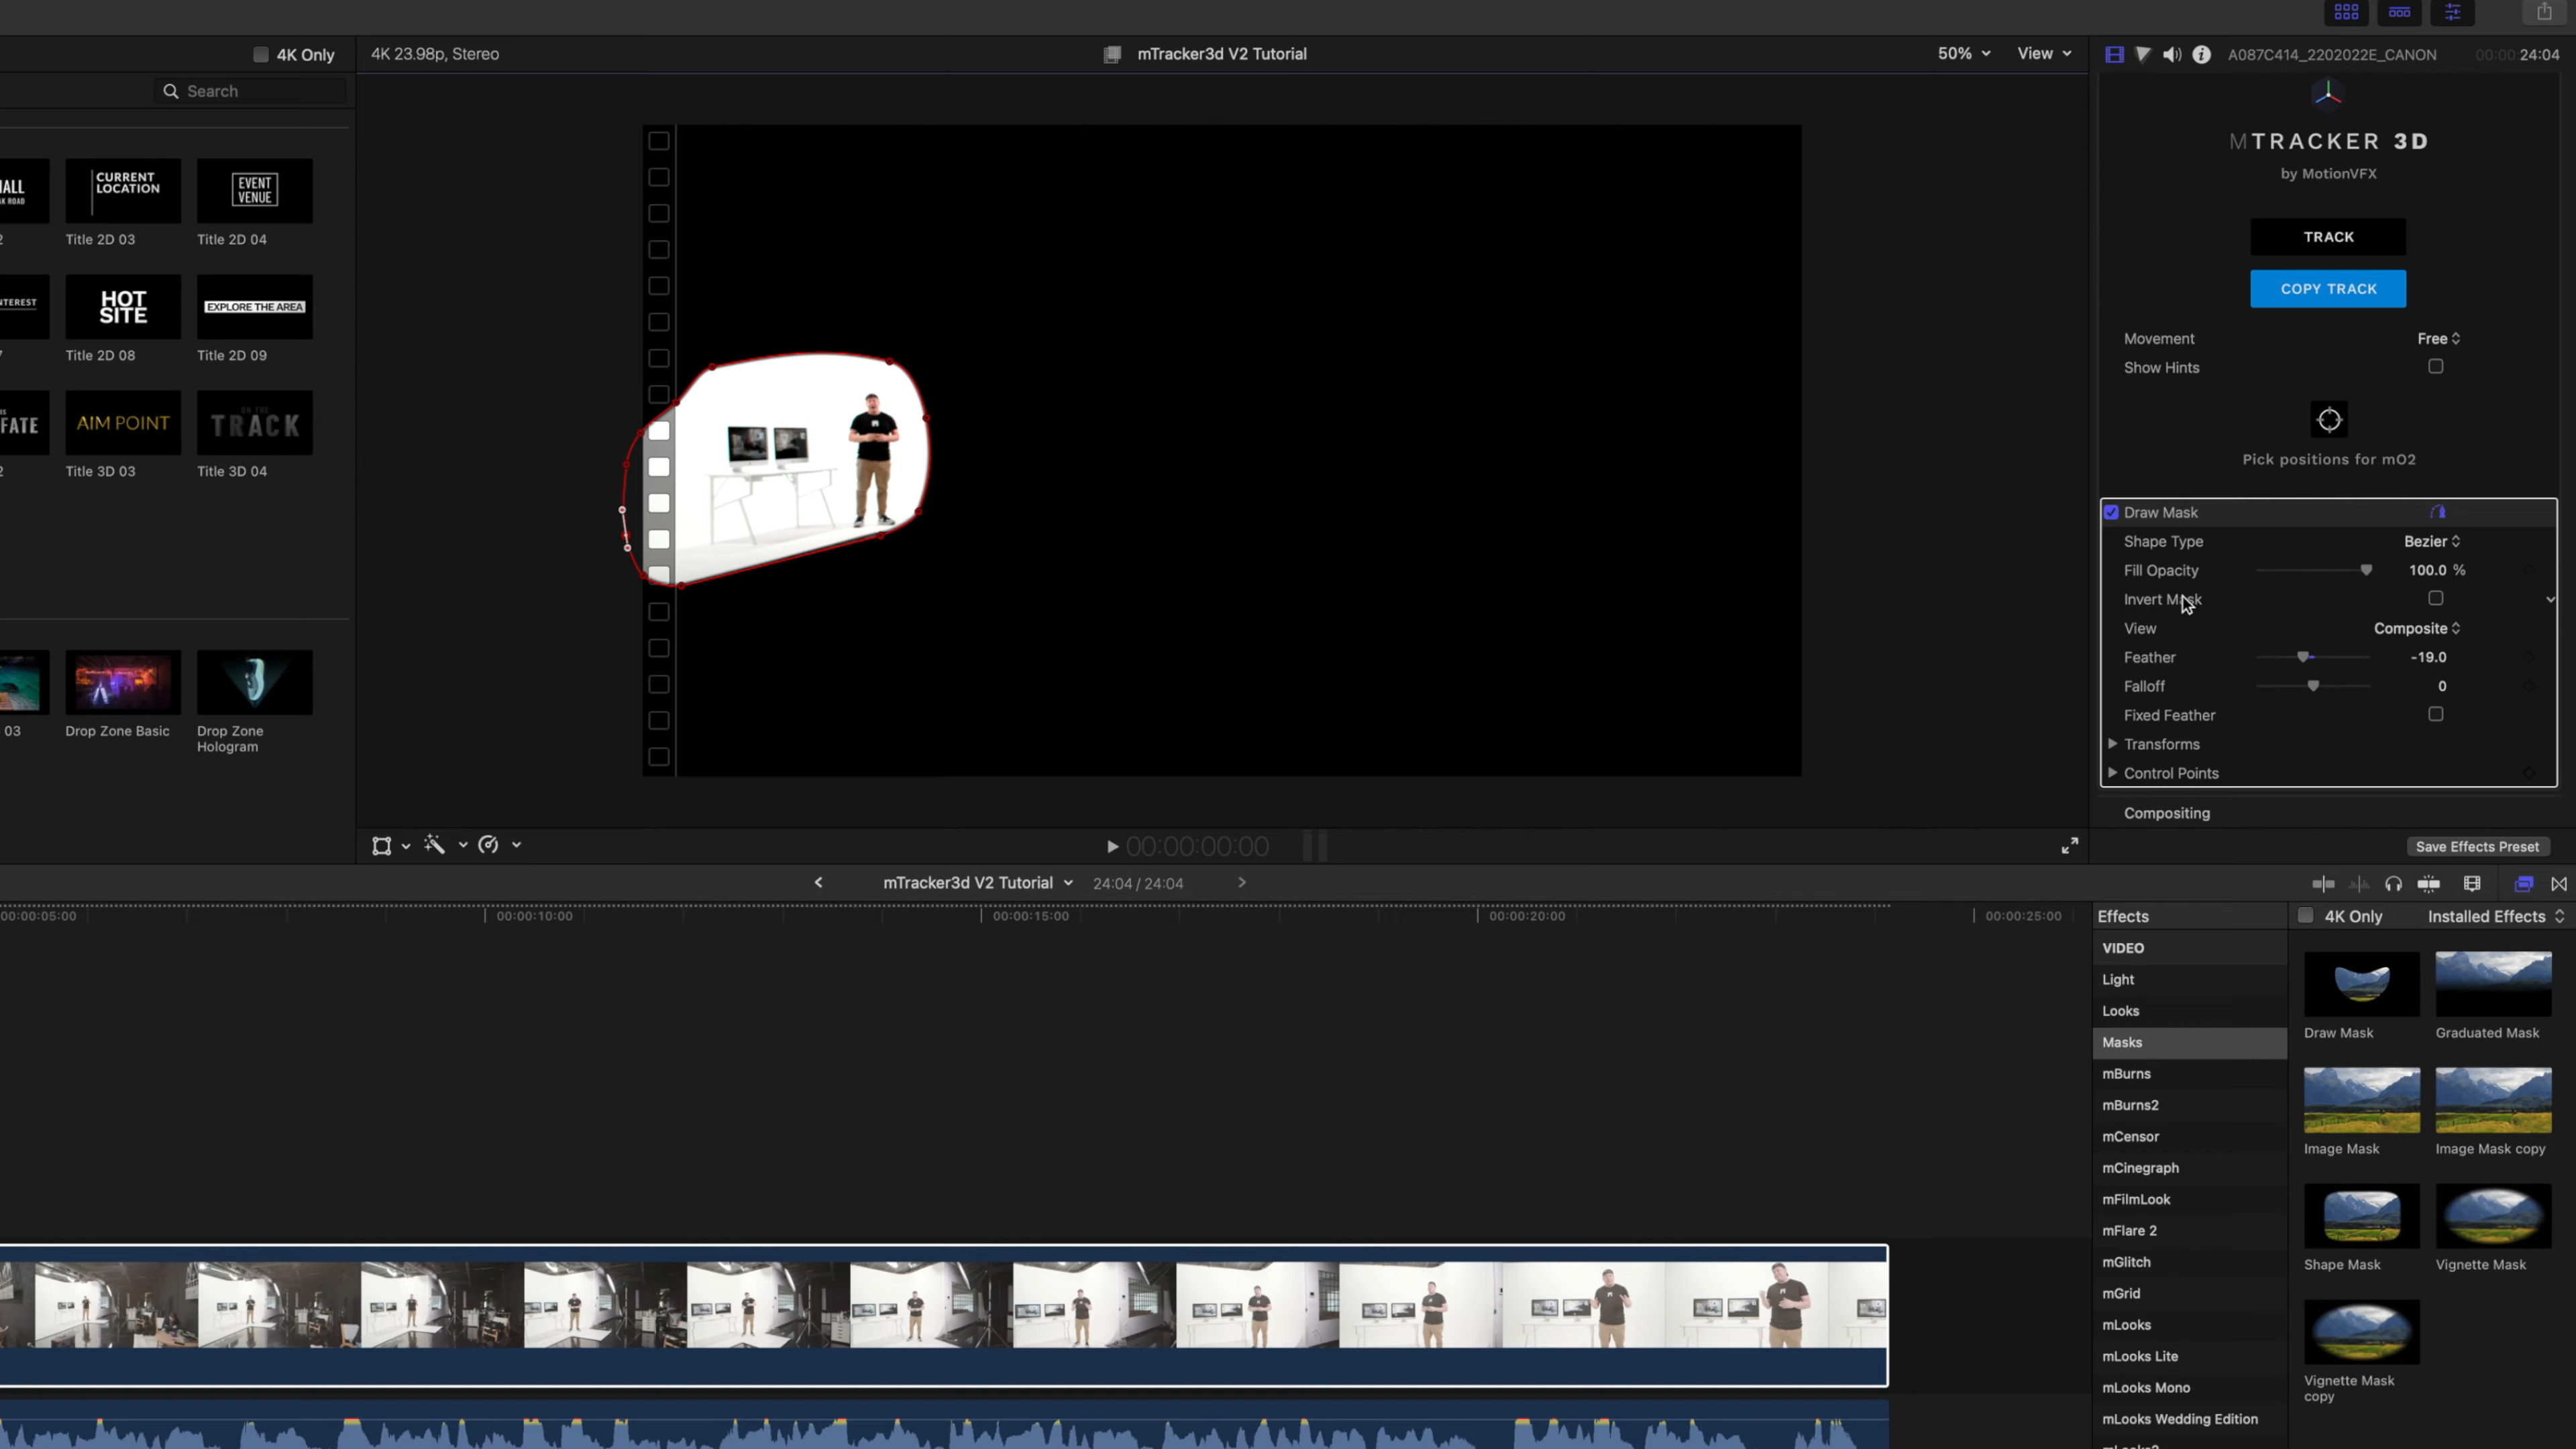 4K Only
4K 23.98p, Stereo
mTracker3d V2 Tutorial
50%
View
A087C414_2202022E_CANON
00:00:24:04
Search
MTRACKER 3D
by MotionVFX
TRACK
COPY TRACK
Movement
Free
Show Hints
Pick positions for mO2
CURRENT
LOCATION
EVENT
VENUE
Title 2D 03
Title 2D 04
HOT
SITE
EXPLORE THE AREA
Title 2D 08
Title 2D 09
AIM POINT
ON THE
TRACK
Title 3D 03
Title 3D 04
03
Drop Zone Basic
Drop Zone
Hologram
Draw Mask
Shape Type
Bezier
Fill Opacity
100.0 %
Invert Mask
View
Composite
Feather
-19.0
Falloff
0
Fixed Feather
Transforms
Control Points
Compositing
00:00:00:00
Save Effects Preset
mTracker3d V2 Tutorial
24:04 / 24:04
00:00:05:00
00:00:10:00
00:00:15:00
00:00:20:00
00:00:25:00
Effects
4K Only
Installed Effects
VIDEO
Light
Looks
Masks
mBurns
mBurns2
mCensor
mCinegraph
mFilmLook
mFlare 2
mGlitch
mGrid
mLooks
mLooks Lite
mLooks Mono
mLooks Wedding Edition
Draw Mask
Graduated Mask
Image Mask
Image Mask copy
Shape Mask
Vignette Mask
Vignette Mask
copy